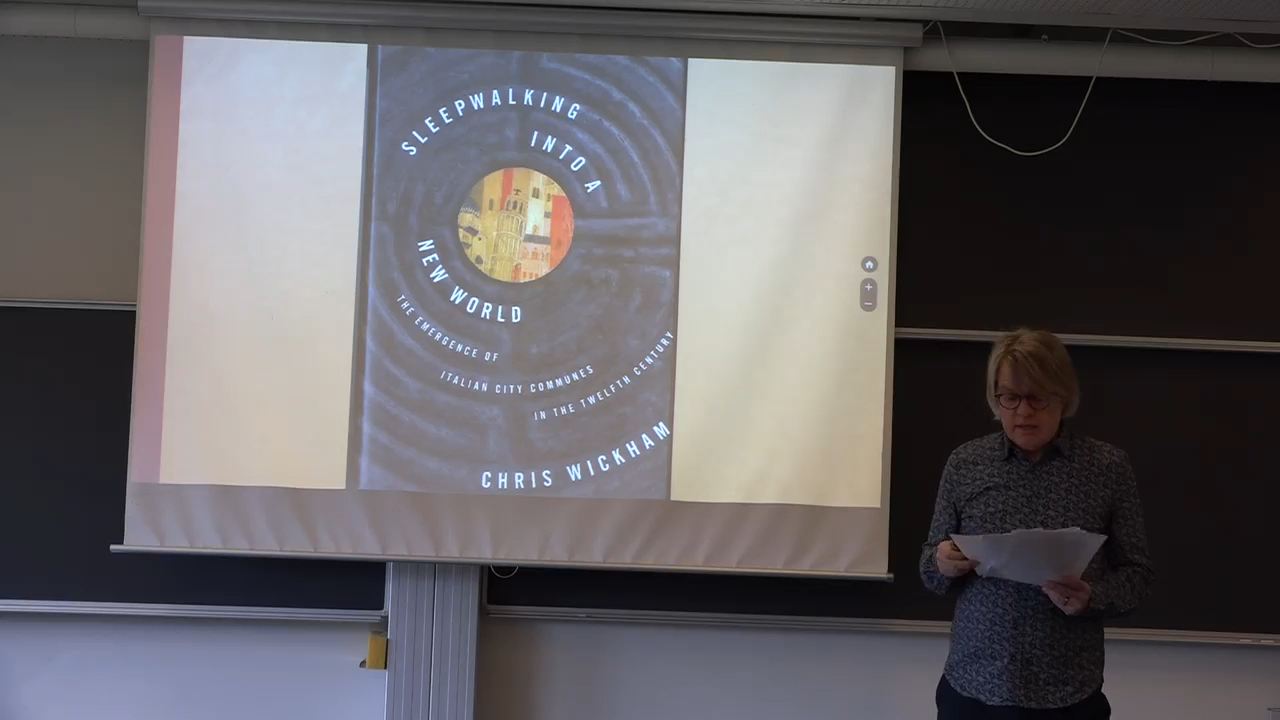 SLEEPWALKING
INTO A
NEW WORLD
THE EMERGENCE OF
ITALIAN CITY COMMUNES
IN THE TWELFTH CENTURY
CHRIS WICKHAM